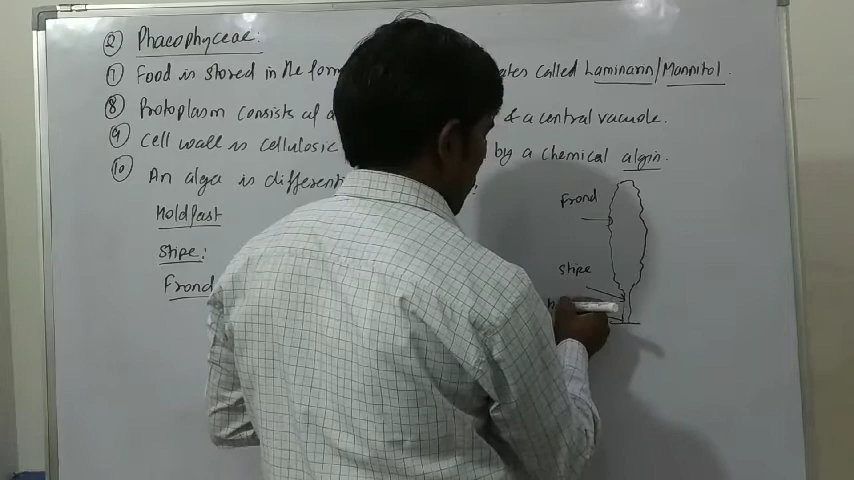 ② Phaeophyceae:
⑦ Food is stored in the form ates called Laminarin/Mannitol.
⑧ Protoplasm consists of & a central vacuole.
⑨ Cell wall is cellulosic by a chemical algin.
⑩ An alga is differenti
Holdfast
Stipe:
Frond
Frond
Stipe